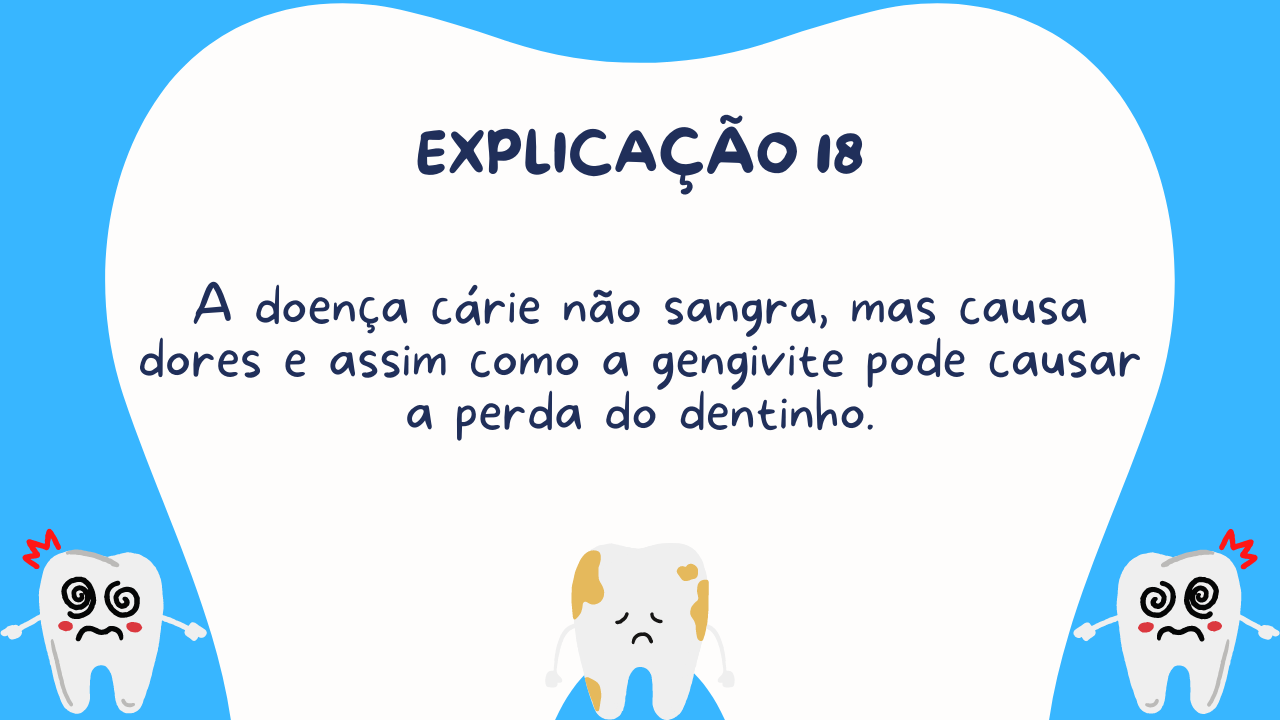 EXPLICAÇÃO 18
A doença cárie não sangra, mas causa
dores e assim como a gengivite pode causar
a perda do dentinho.